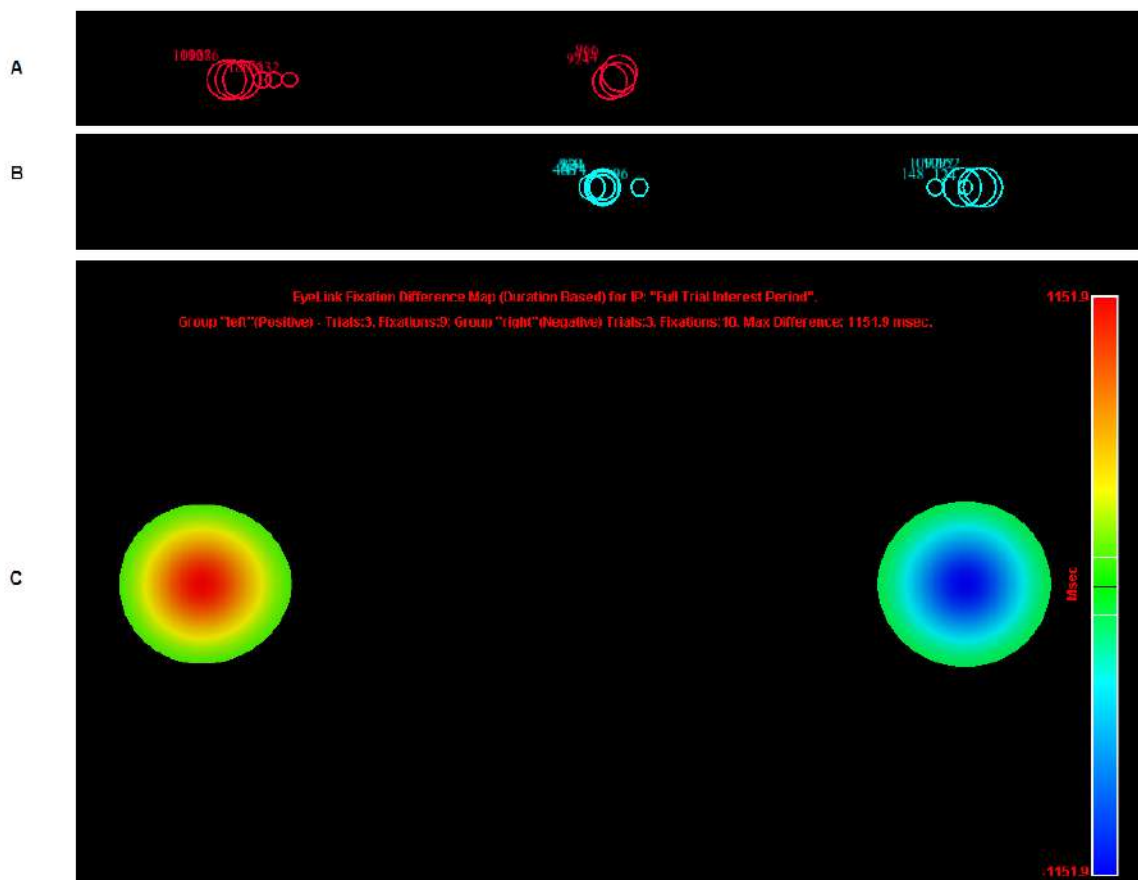 A
B
148
EyeLink Fixation Difference Map (Duration Based) for IP: "Full Trial Interest Period".
Group "left"(Positive) - Trials:3, Fixations:9; Group "right"(Negative) Trials:3, Fixations:10. Max Difference: 1151.9 msec.
1151.9
C
Msec
-1151.9